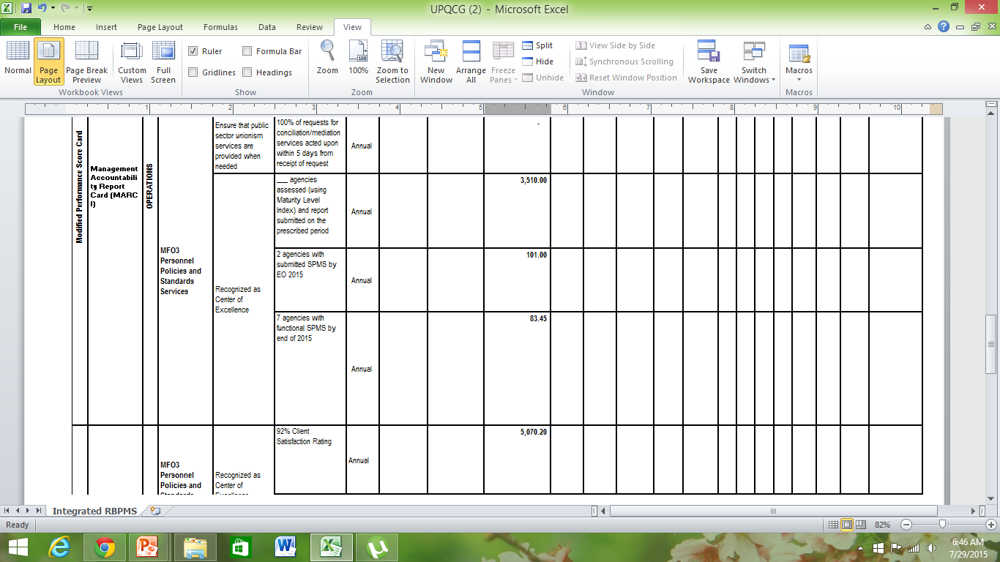 UPQCG (2) - Microsoft Excel
File Home Insert Page Layout Formulas Data Review View
Normal
Page Layout
Page Break Preview
Custom Views
Full Screen
Workbook Views
Ruler
Formula Bar
Gridlines
Headings
Show
Zoom
100
100%
Zoom to Selection
Zoom
New Window
Arrange All
Freeze Panes
Split
Hide
Unhide
View Side by Side
Synchronous Scrolling
Reset Window Position
Save Workspace
Switch Windows
Window
Macros
Macros
1 2 3 4 5 6 7 8 9 10
Modified Performance Score Card
Management
Accountabili
ty Report
Card (MARC
I)
OPERATIONS
MFO3
Personnel
Policies and
Standards
Services
Ensure that public
sector unionism
services are
provided when
needed
100% of requests for
conciliation/mediation
services acted upon
within 5 days from
receipt of request
Annual
-
Recognized as
Center of
Excellence
___ agencies
assessed (using
Maturity Level
Index) and report
submitted on the
prescribed period
Annual
3,510.00
2 agencies with
submitted SPMS by
EO 2015
Annual
101.00
7 agencies with
functional SPMS by
end of 2015
Annual
83.45
MFO3
Personnel
Policies and
Standards
Recognized as
Center of
Excellence
92% Client
Satisfaction Rating
Annual
5,070.20
Integrated RBPMS
Ready
82%
6:46 AM
7/29/2015